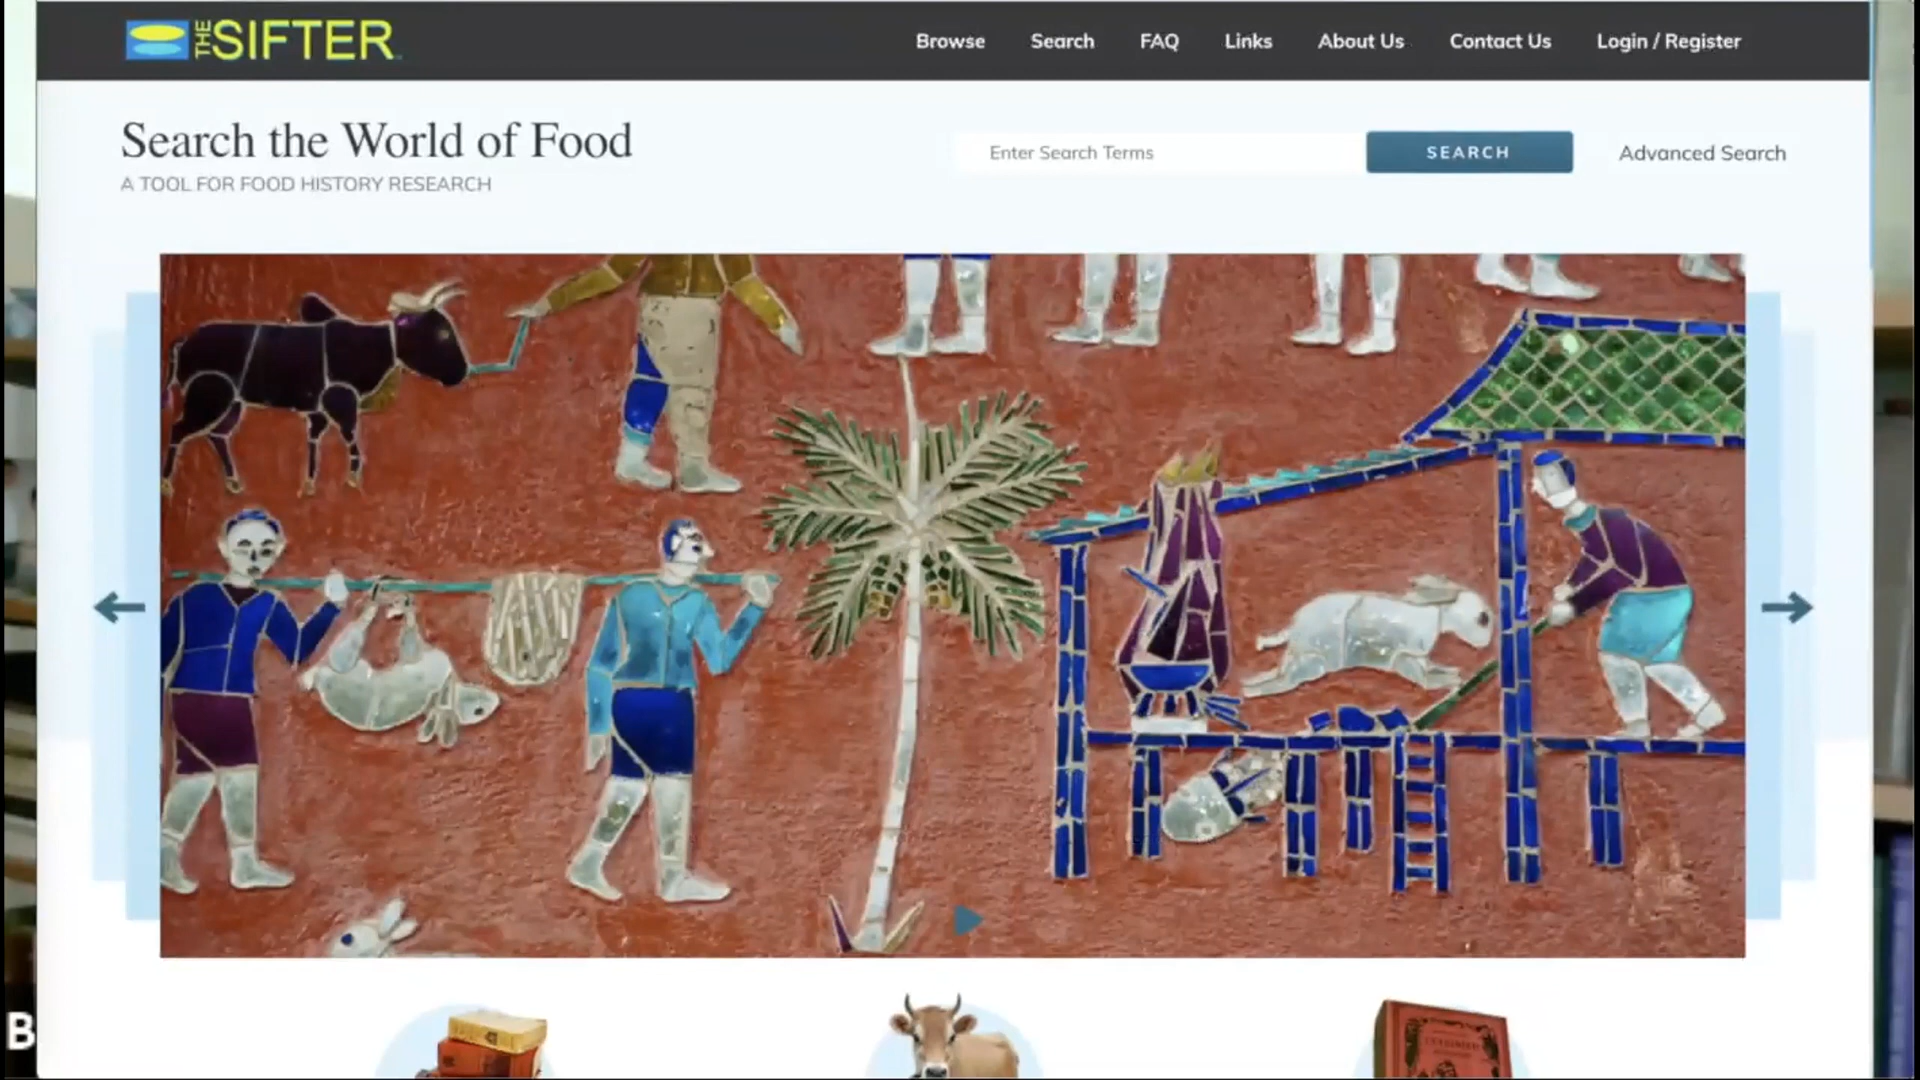 THE SIFTER
Browse Search FAQ Links About Us Contact Us Login / Register
Search the World of Food
A TOOL FOR FOOD HISTORY RESEARCH
Enter Search Terms
SEARCH
Advanced Search
B